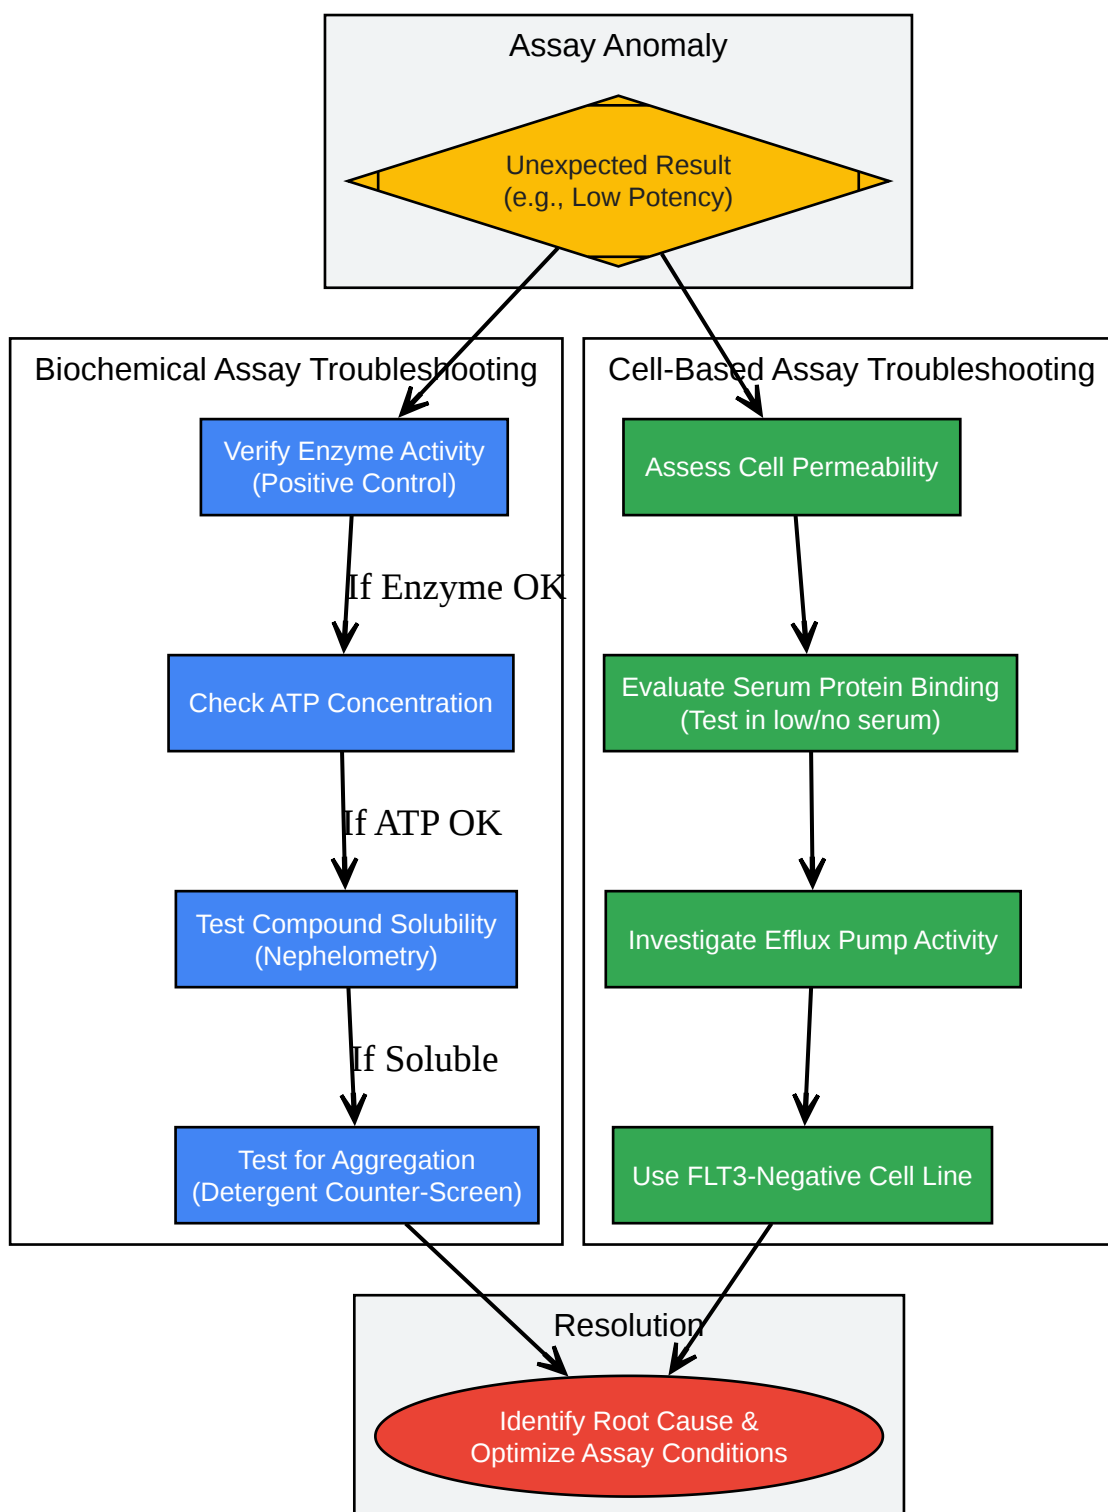 Assay Anomaly
Unexpected Result
(e.g., Low Potency)
Biochemical Assay Troubleshooting
Verify Enzyme Activity
(Positive Control)
If Enzyme OK
Check ATP Concentration
If ATP OK
Test Compound Solubility
(Nephelometry)
If Soluble
Test for Aggregation
(Detergent Counter-Screen)
Cell-Based Assay Troubleshooting
Assess Cell Permeability
Evaluate Serum Protein Binding
(Test in low/no serum)
Investigate Efflux Pump Activity
Use FLT3-Negative Cell Line
Resolution
Identify Root Cause &
Optimize Assay Conditions